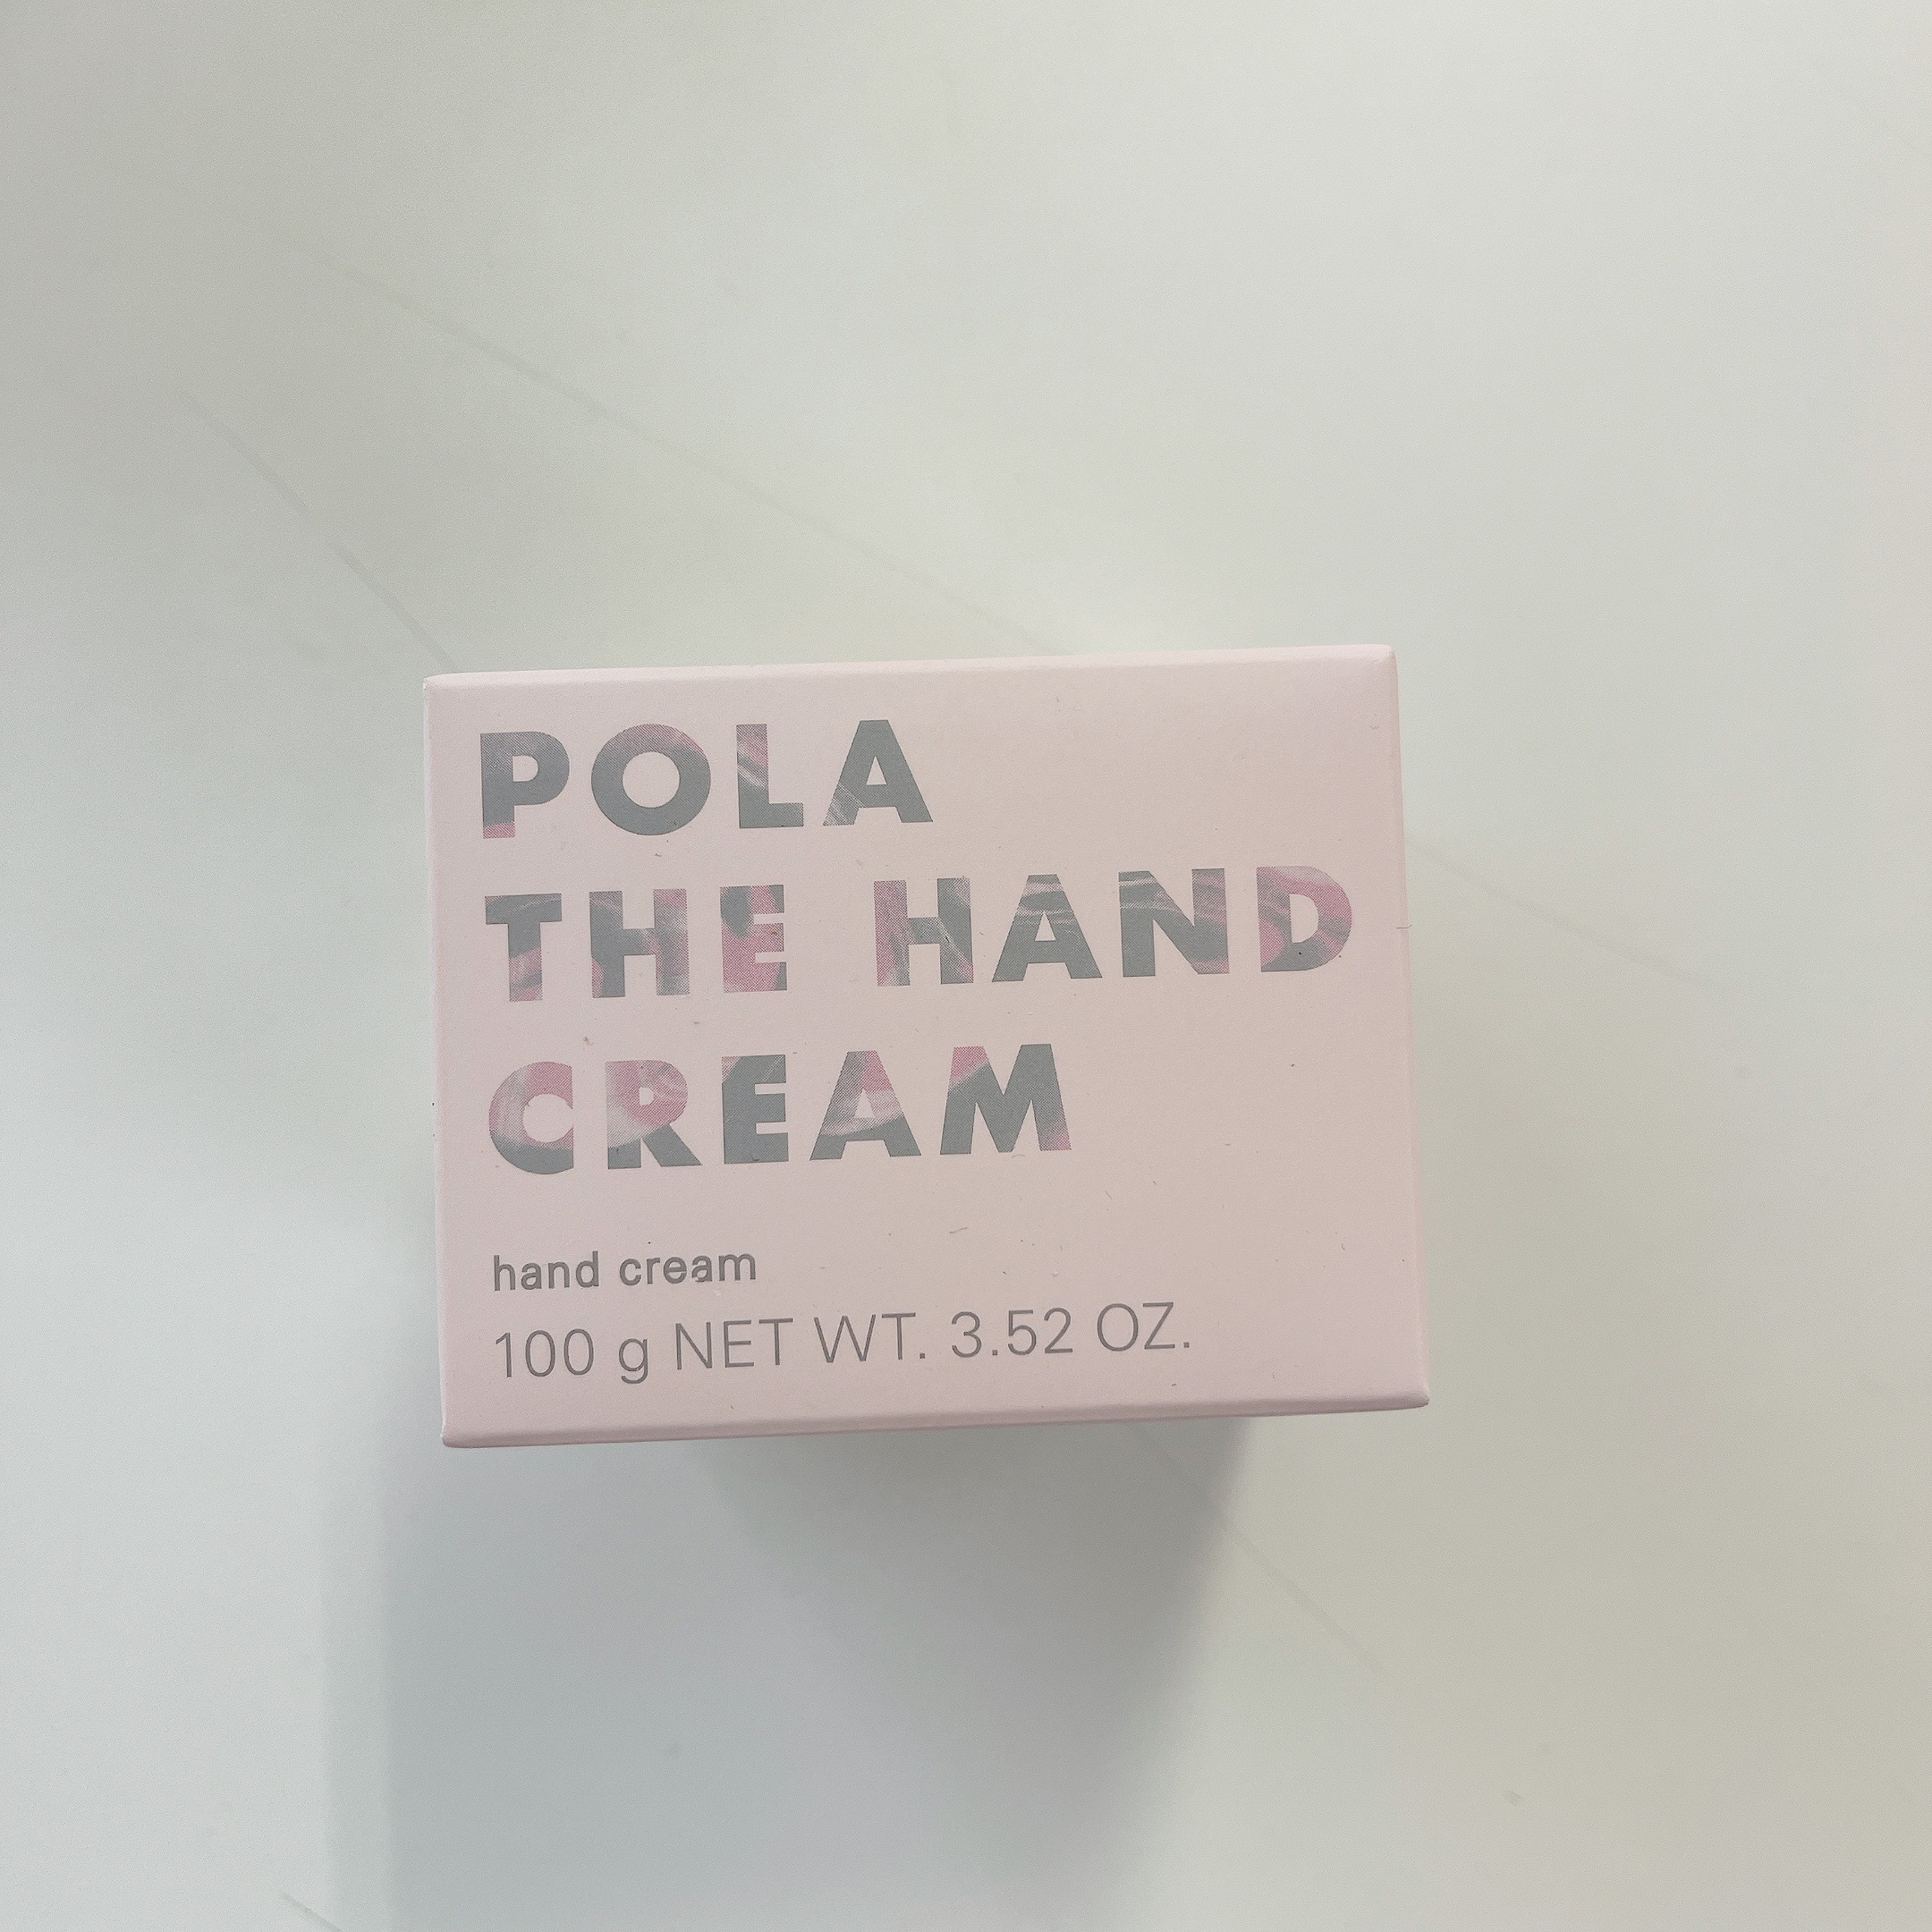 POLA
THE HAND
CREAM
hand cream
100 g NET WT. 3.52 OZ.